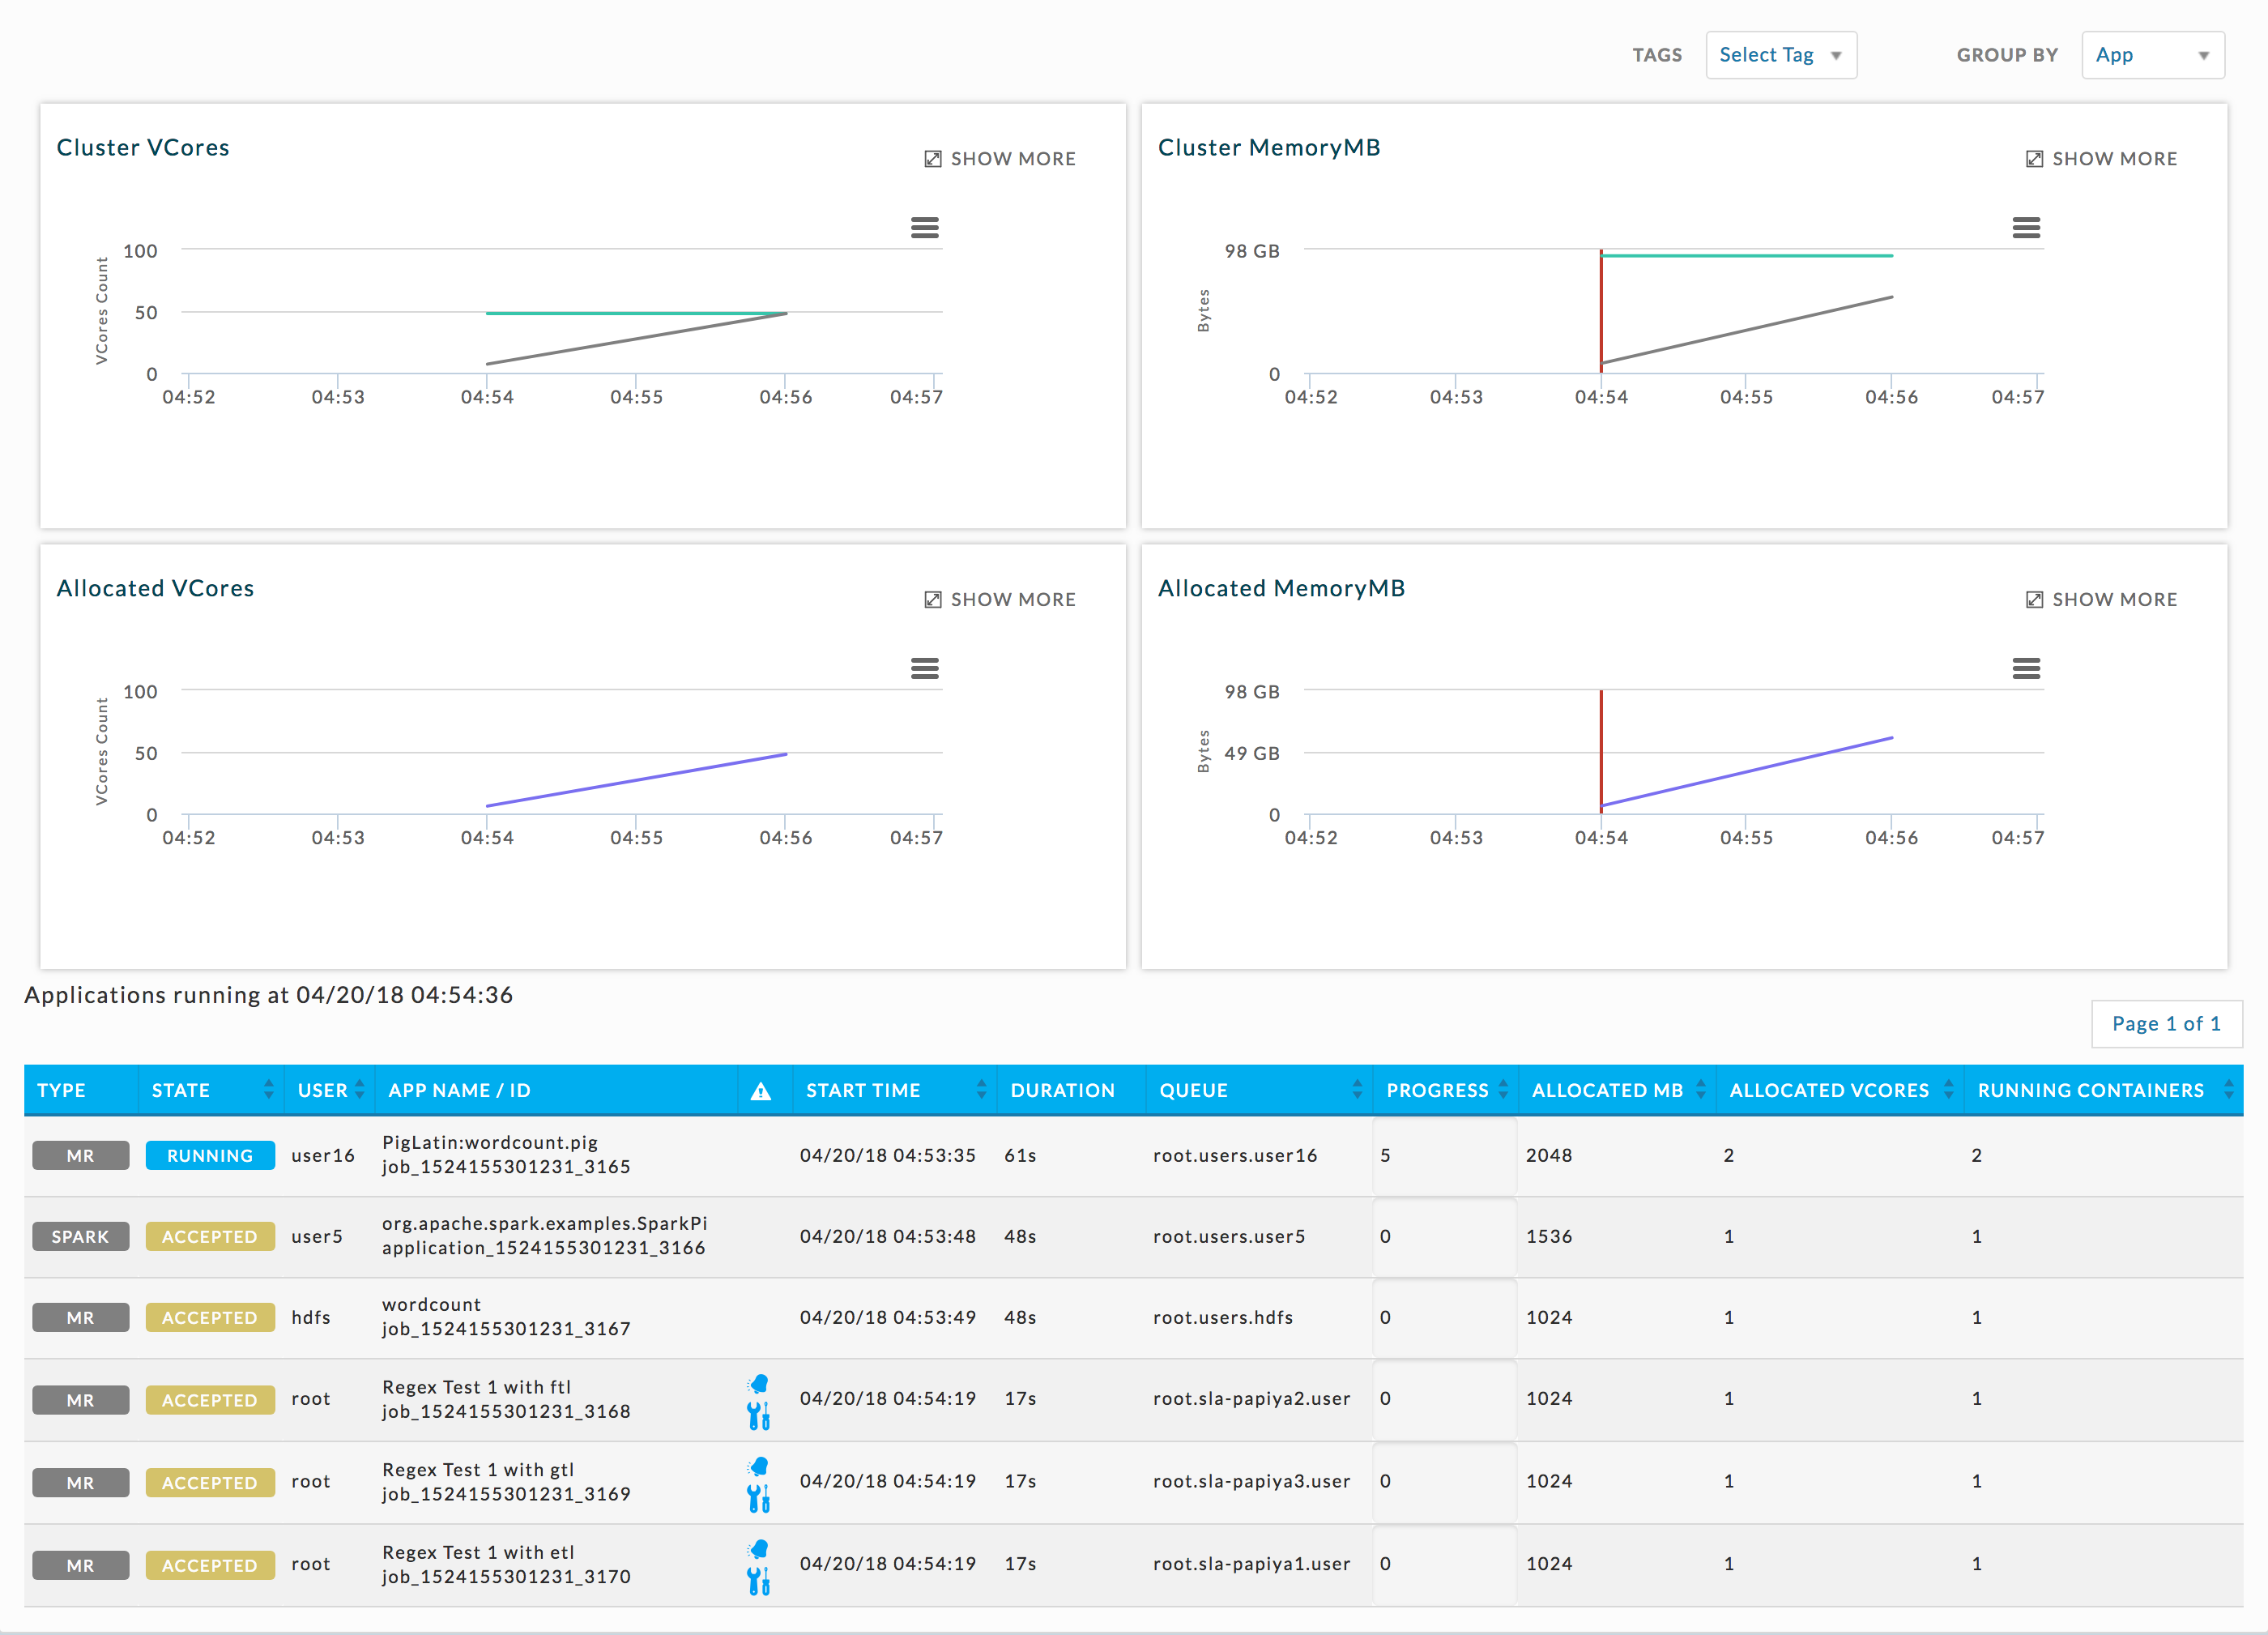 TAGS Select Tag GROUP BY App
Cluster VCores SHOW MORE
VCores Count
100
50
0
04:52 04:53 04:54 04:55 04:56 04:57
Cluster MemoryMB SHOW MORE
Bytes
98 GB
0
04:52 04:53 04:54 04:55 04:56 04:57
Allocated VCores SHOW MORE
VCores Count
100
50
0
04:52 04:53 04:54 04:55 04:56 04:57
Allocated MemoryMB SHOW MORE
Bytes
98 GB
49 GB
0
04:52 04:53 04:54 04:55 04:56 04:57
Applications running at 04/20/18 04:54:36
Page 1 of 1
TYPE STATE USER APP NAME / ID START TIME DURATION QUEUE PROGRESS ALLOCATED MB ALLOCATED VCORES RUNNING CONTAINERS
MR RUNNING user16 PigLatin:wordcount.pig 04/20/18 04:53:35 61s root.users.user16 5 2048 2 2
job_1524155301231_3165
SPARK ACCEPTED user5 org.apache.spark.examples.SparkPi 04/20/18 04:53:48 48s root.users.user5 0 1536 1 1
application_1524155301231_3166
MR ACCEPTED hdfs wordcount 04/20/18 04:53:49 48s root.users.hdfs 0 1024 1 1
job_1524155301231_3167
MR ACCEPTED root Regex Test 1 with ftl 04/20/18 04:54:19 17s root.sla-papiya2.user 0 1024 1 1
job_1524155301231_3168
MR ACCEPTED root Regex Test 1 with gtl 04/20/18 04:54:19 17s root.sla-papiya3.user 0 1024 1 1
job_1524155301231_3169
MR ACCEPTED root Regex Test 1 with etl 04/20/18 04:54:19 17s root.sla-papiya1.user 0 1024 1 1
job_1524155301231_3170